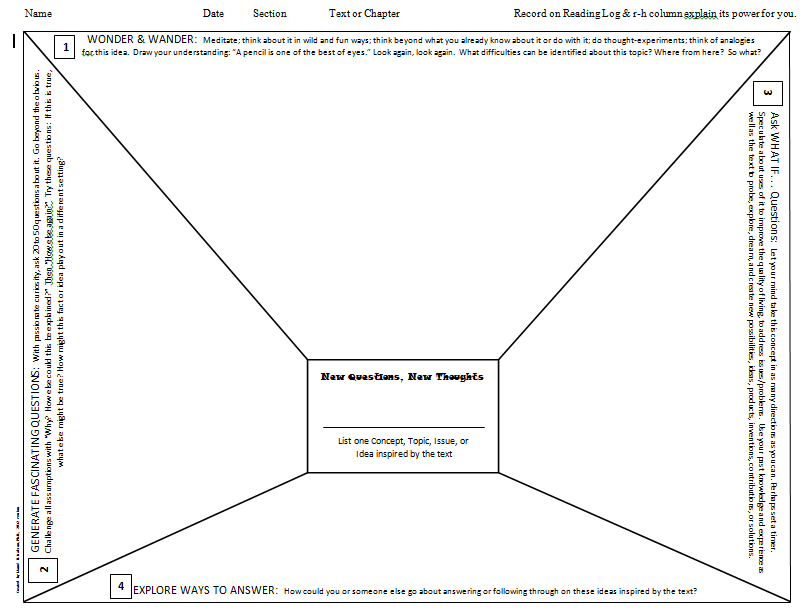 Name Date Section Text or Chapter Record on Reading Log & r-h column explain its power for you.
1 WONDER & WANDER: Meditate; think about it in wild and fun ways; think beyond what you already know about it or do with it; do thought-experiments; think of analogies
for this idea. Draw your understanding: "A pencil is one of the best of eyes." Look again, look again. What difficulties can be identified about this topic? Where from here? So what?
2 GENERATE FASCINATING QUESTIONS: With passionate curiosity, ask 20 to 50 questions about it. Go beyond the obvious.
Challenge all assumptions with "Why? How else could this be explained?" Then "How else again?" Try these questions: If this is true,
what else might be true? How might this fact or idea play out in a different setting?
3 Ask WHAT IF... Questions: Let your mind take this concept in as many directions as you can. Perhaps set a timer.
Speculate about uses of it to improve the quality of living, to address issues/problems. Use your past knowledge and experience as
well as the text to probe, explore, dream, and create new possibilities, ideas, products, inventions, contributions, or solutions.
New Questions, New Thoughts
List one Concept, Topic, Issue, or
Idea inspired by the text
4 EXPLORE WAYS TO ANSWER: How could you or someone else go about answering or following through on these ideas inspired by the text?